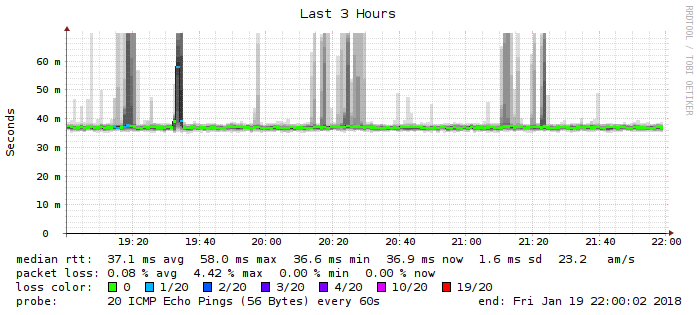 Last 3 Hours
RRDTOOL / TOBI OETIKER
Seconds
60 m
50 m
40 m
30 m
20 m
10 m
0
19:20 19:40 20:00 20:20 20:40 21:00 21:20 21:40 22:00
median rtt: 37.1 ms avg 58.0 ms max 36.6 ms min 36.9 ms now 1.6 ms sd 23.2 am/s
packet loss: 0.08 % avg 4.42 % max 0.00 % min 0.00 % now
loss color: 0 1/20 2/20 3/20 4/20 10/20 19/20
probe: 20 ICMP Echo Pings (56 Bytes) every 60s end: Fri Jan 19 22:00:02 2018